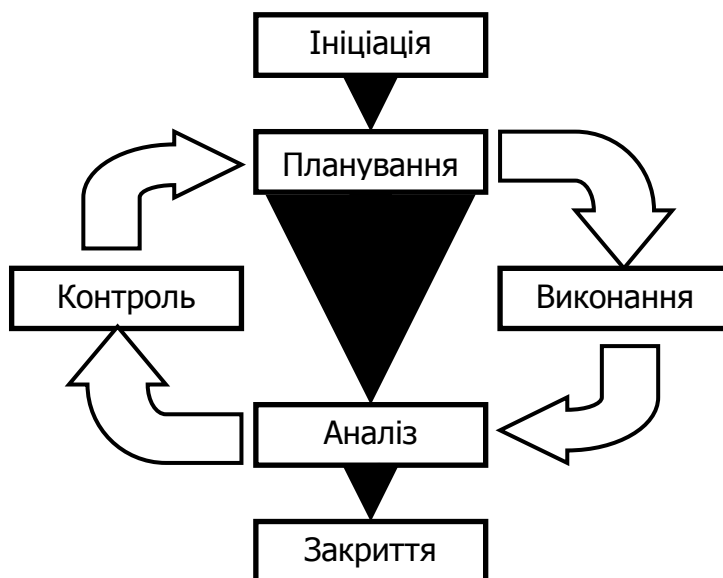 Ініціація
Планування
Контроль
Виконання
Аналіз
Закриття